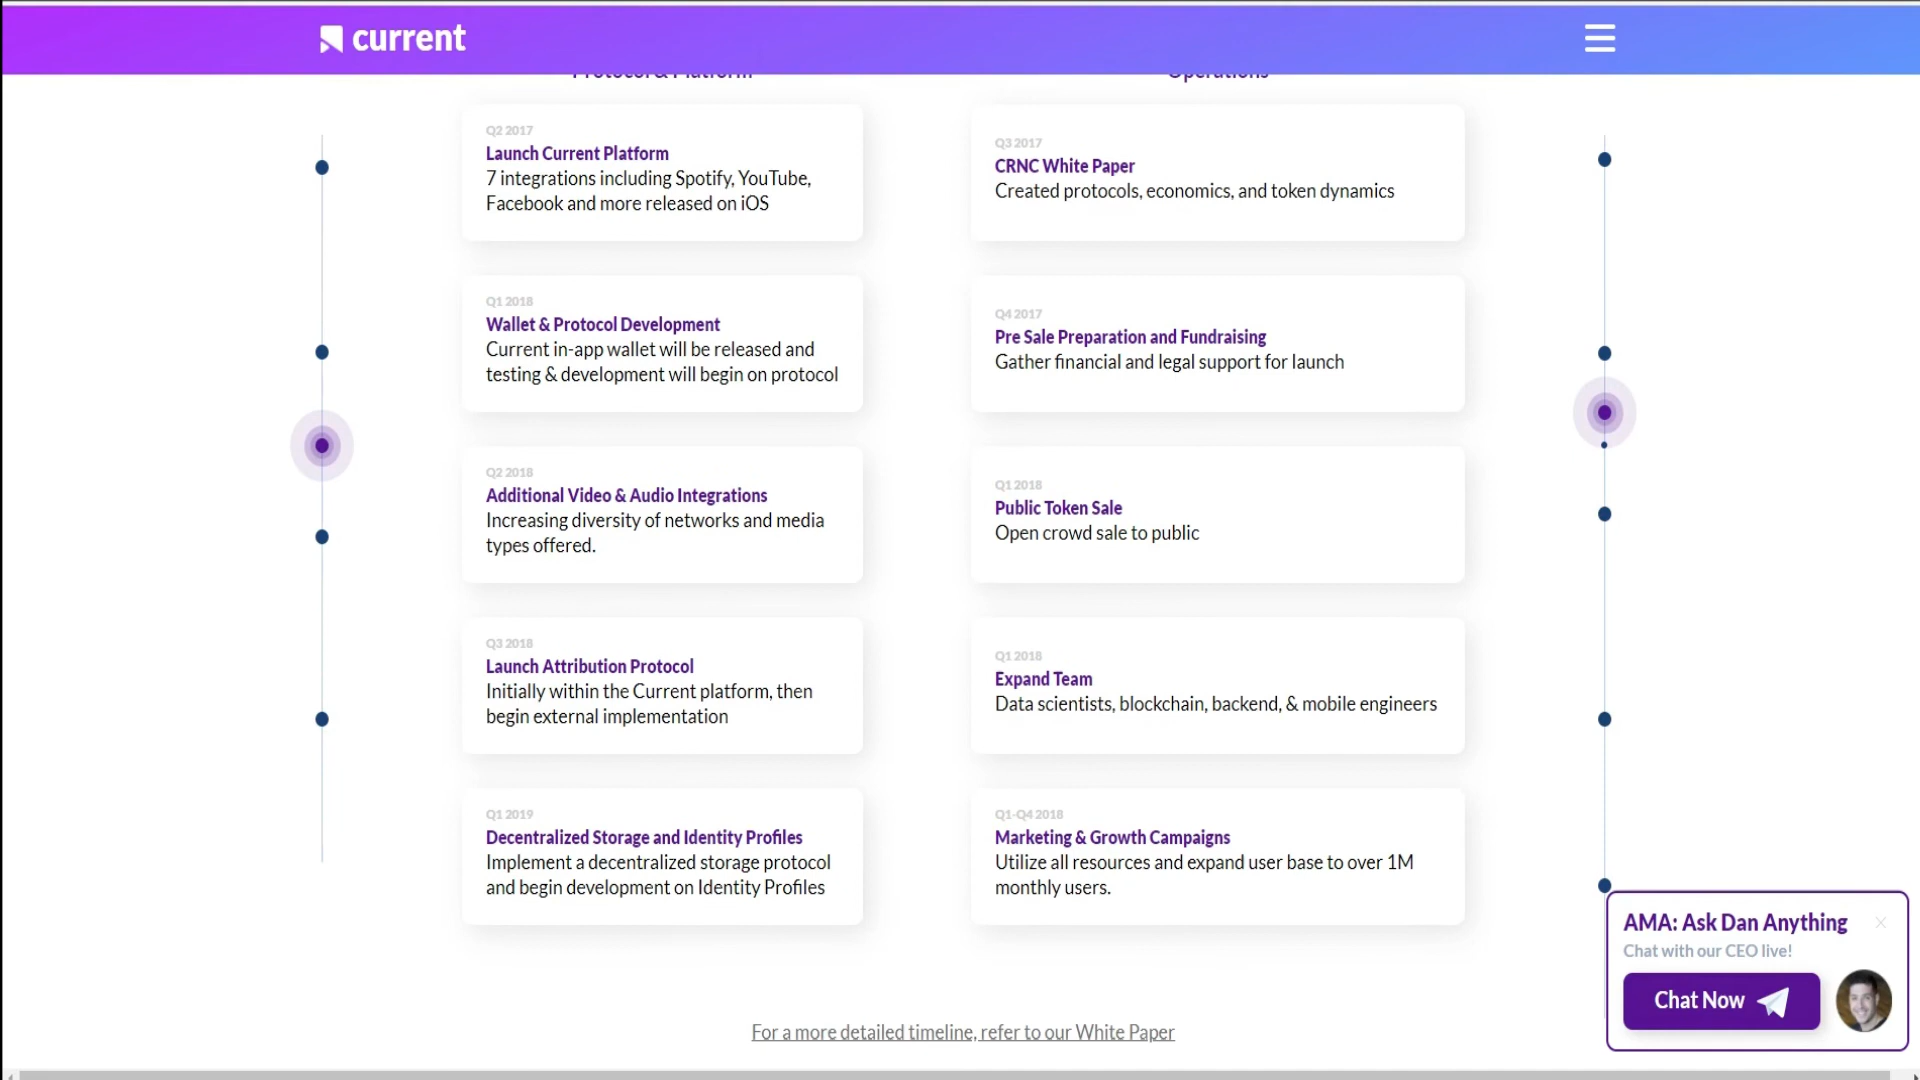 current
Protocol & Platform
Operations
Q2 2017
Launch Current Platform
7 integrations including Spotify, YouTube,
Facebook and more released on iOS
Q1 2018
Wallet & Protocol Development
Current in-app wallet will be released and
testing & development will begin on protocol
Q2 2018
Additional Video & Audio Integrations
Increasing diversity of networks and media
types offered.
Q3 2018
Launch Attribution Protocol
Initially within the Current platform, then
begin external implementation
Q1 2019
Decentralized Storage and Identity Profiles
Implement a decentralized storage protocol
and begin development on Identity Profiles
Q3 2017
CRNC White Paper
Created protocols, economics, and token dynamics
Q4 2017
Pre Sale Preparation and Fundraising
Gather financial and legal support for launch
Q1 2018
Public Token Sale
Open crowd sale to public
Q1 2018
Expand Team
Data scientists, blockchain, backend, & mobile engineers
Q1-Q4 2018
Marketing & Growth Campaigns
Utilize all resources and expand user base to over 1M
monthly users.
For a more detailed timeline, refer to our White Paper
AMA: Ask Dan Anything
Chat with our CEO live!
Chat Now